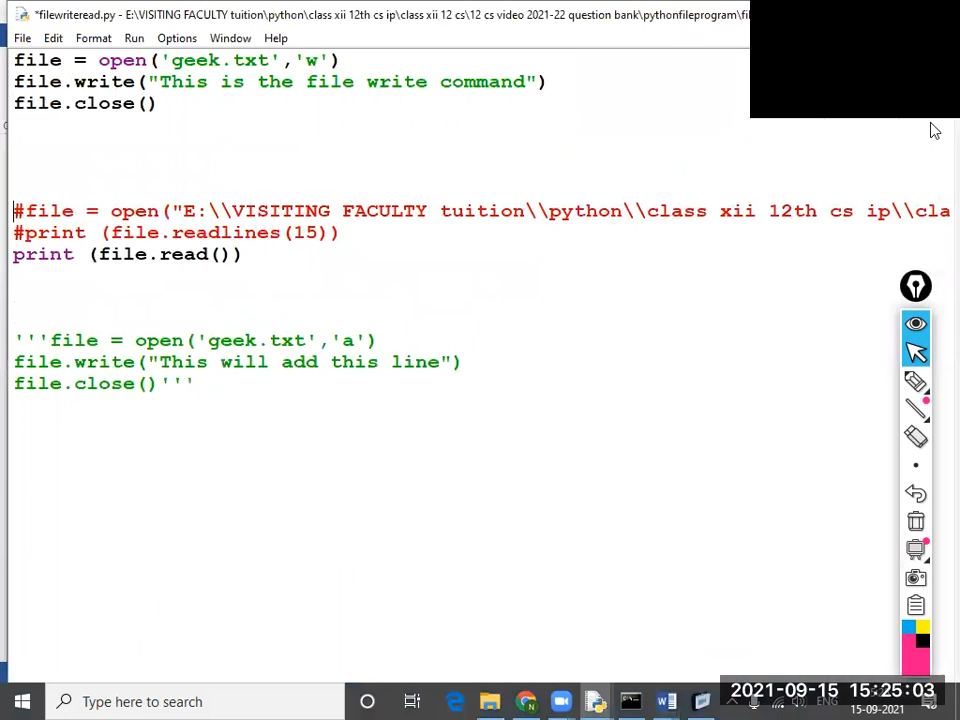 *filewriteread.py - E:\VISITING FACULTY tuition\python\class xii 12th cs ip\class xii 12 cs\12 cs video 2021-22 question bank\pythonfileprogram\file
File Edit Format Run Options Window Help
file = open('geek.txt','w')
file.write("This is the file write command")
file.close()
#file = open("E:\\VISITING FACULTY tuition\\python\\class xii 12th cs ip\\cla
#print (file.readlines(15))
print (file.read())
'''file = open('geek.txt','a')
file.write("This will add this line")
file.close()'''
Type here to search
ENG
2021-09-15 15:25:03
15-09-2021